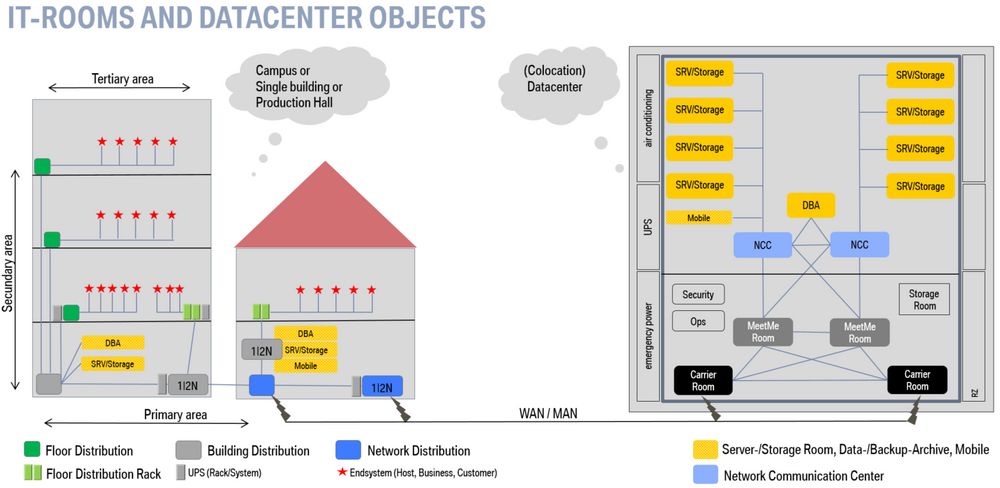 IT-ROOMS AND DATACENTER OBJECTS
Tertiary area
Campus or
Single building or
Production Hall
(Colocation)
Datacenter
Secundary area
DBA
SRV/Storage
1|2N
Primary area
1|2N
DBA
SRV/Storage
Mobile
1|2N
WAN / MAN
air conditioning
UPS
emergency power
SRV/Storage
SRV/Storage
SRV/Storage
SRV/Storage
Mobile
SRV/Storage
SRV/Storage
SRV/Storage
SRV/Storage
DBA
NCC
NCC
Security
Ops
Storage
Room
MeetMe
Room
MeetMe
Room
Carrier
Room
Carrier
Room
RZ
Floor Distribution
Building Distribution
Network Distribution
Floor Distribution Rack
UPS (Rack/System)
Endsystem (Host, Business, Customer)
Server-/Storage Room, Data-/Backup-Archive, Mobile
Network Communication Center